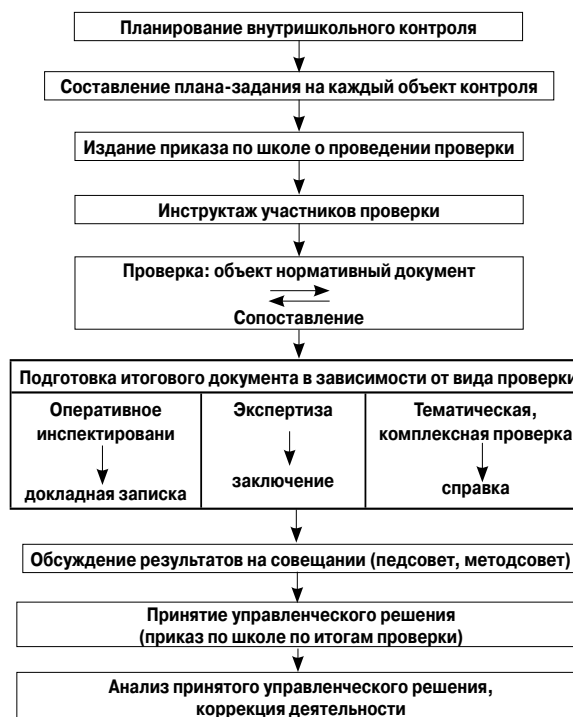 Планирование внутришкольного контроля
Составление плана-задания на каждый объект контроля
Издание приказа по школе о проведении проверки
Инструктаж участников проверки
Проверка: объект нормативный документ
Сопоставление
Подготовка итогового документа в зависимости от вида проверки
Оперативное
инспектировани
докладная записка
Экспертиза
заключение
Тематическая,
комплексная проверка
справка
Обсуждение результатов на совещании (педсовет, методсовет)
Принятие управленческого решения
(приказ по школе по итогам проверки)
Анализ принятого управленческого решения,
коррекция деятельности